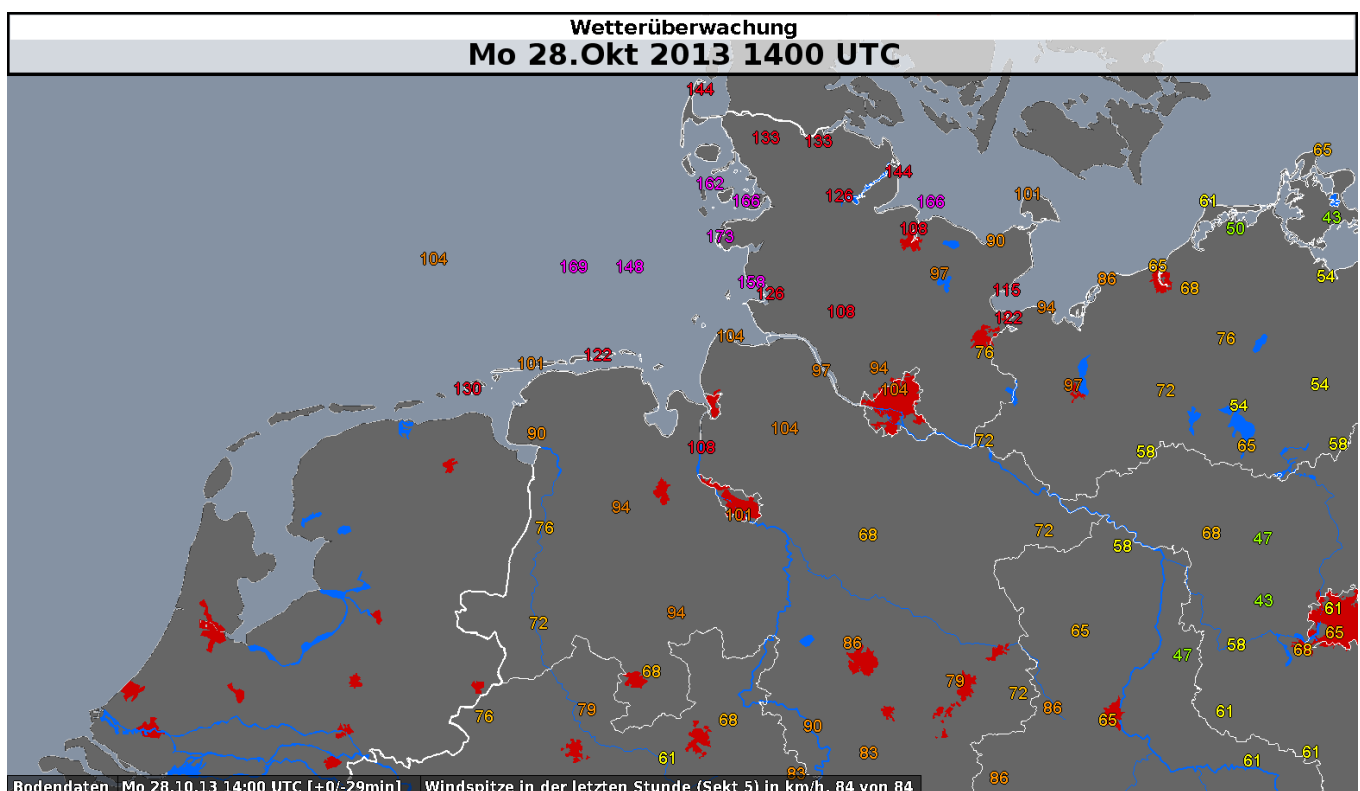 Wetterüberwachung
Mo 28.Okt 2013 1400 UTC
144
133 133
144
65
162 126 101
166 166 61
43
173 108 50
90
104 169 148 97 65 54
158 86
126 115 68
108 94
122
104 76
101 122 76
97 94
130 104 97 72 54
54
90 104 72 58
108 58 65
94 101
76 68 72 68 47
58
94 43 61
72 65 65
86 58
68 47 68
79 72
76 79 68 86 65 61
90
61 83 61 61
83 86
Bodendaten Mo 28.10.13 14:00 UTC [+0/-29min] Windspitze in der letzten Stunde (Sekt 5) in km/h, 84 von 84